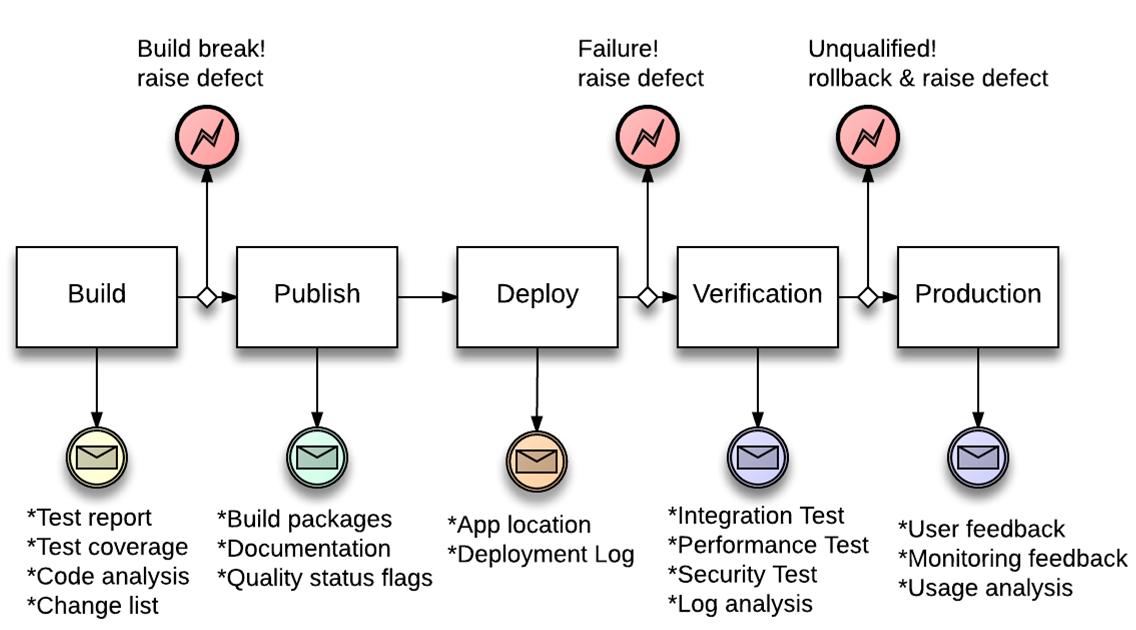 Build break!
raise defect
Failure!
raise defect
Unqualified!
rollback & raise defect
Build
Publish
Deploy
Verification
Production
*Test report
*Test coverage
*Code analysis
*Change list
*Build packages
*Documentation
*Quality status flags
*App location
*Deployment Log
*Integration Test
*Performance Test
*Security Test
*Log analysis
*User feedback
*Monitoring feedback
*Usage analysis